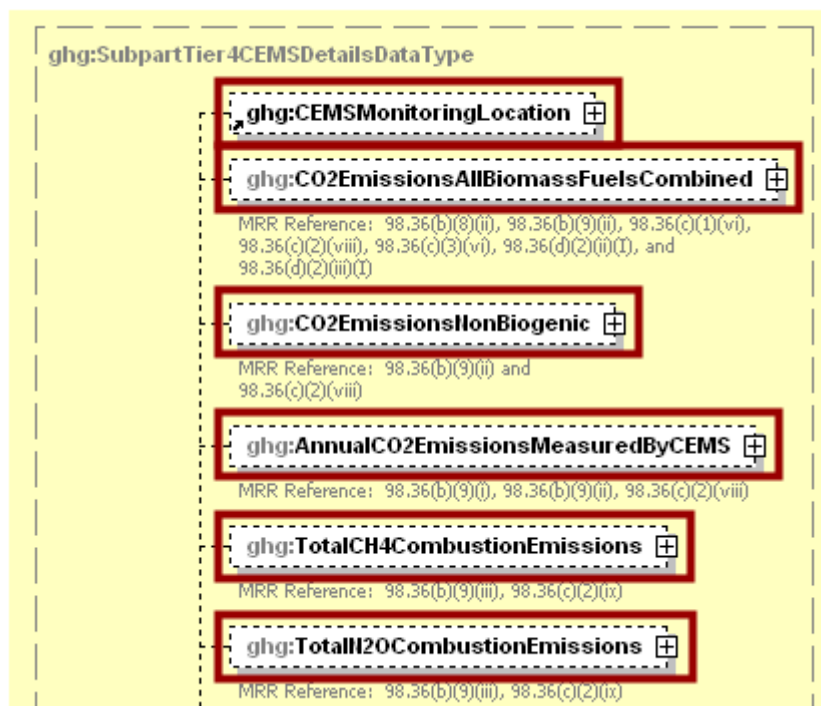 ghg:SubpartTier4CEMSDetailsDataType
ghg:CEMSMonitoringLocation
ghg:CO2EmissionsAllBiomassFuelsCombined
MRR Reference: 98.36(b)(8)(ii), 98.36(b)(9)(ii), 98.36(c)(1)(vi),
98.36(c)(2)(viii), 98.36(c)(3)(vi), 98.36(d)(2)(ii)(I), and
98.36(d)(2)(iii)(I)
ghg:CO2EmissionsNonBiogenic
MRR Reference: 98.36(b)(9)(ii) and
98.36(c)(2)(viii)
ghg:AnnualCO2EmissionsMeasuredByCEMS
MRR Reference: 98.36(b)(9)(i), 98.36(b)(9)(ii), 98.36(c)(2)(viii)
ghg:TotalCH4CombustionEmissions
MRR Reference: 98.36(b)(9)(iii), 98.36(c)(2)(ix)
ghg:TotalN2OCombustionEmissions
MRR Reference: 98.36(b)(9)(iii), 98.36(c)(2)(ix)